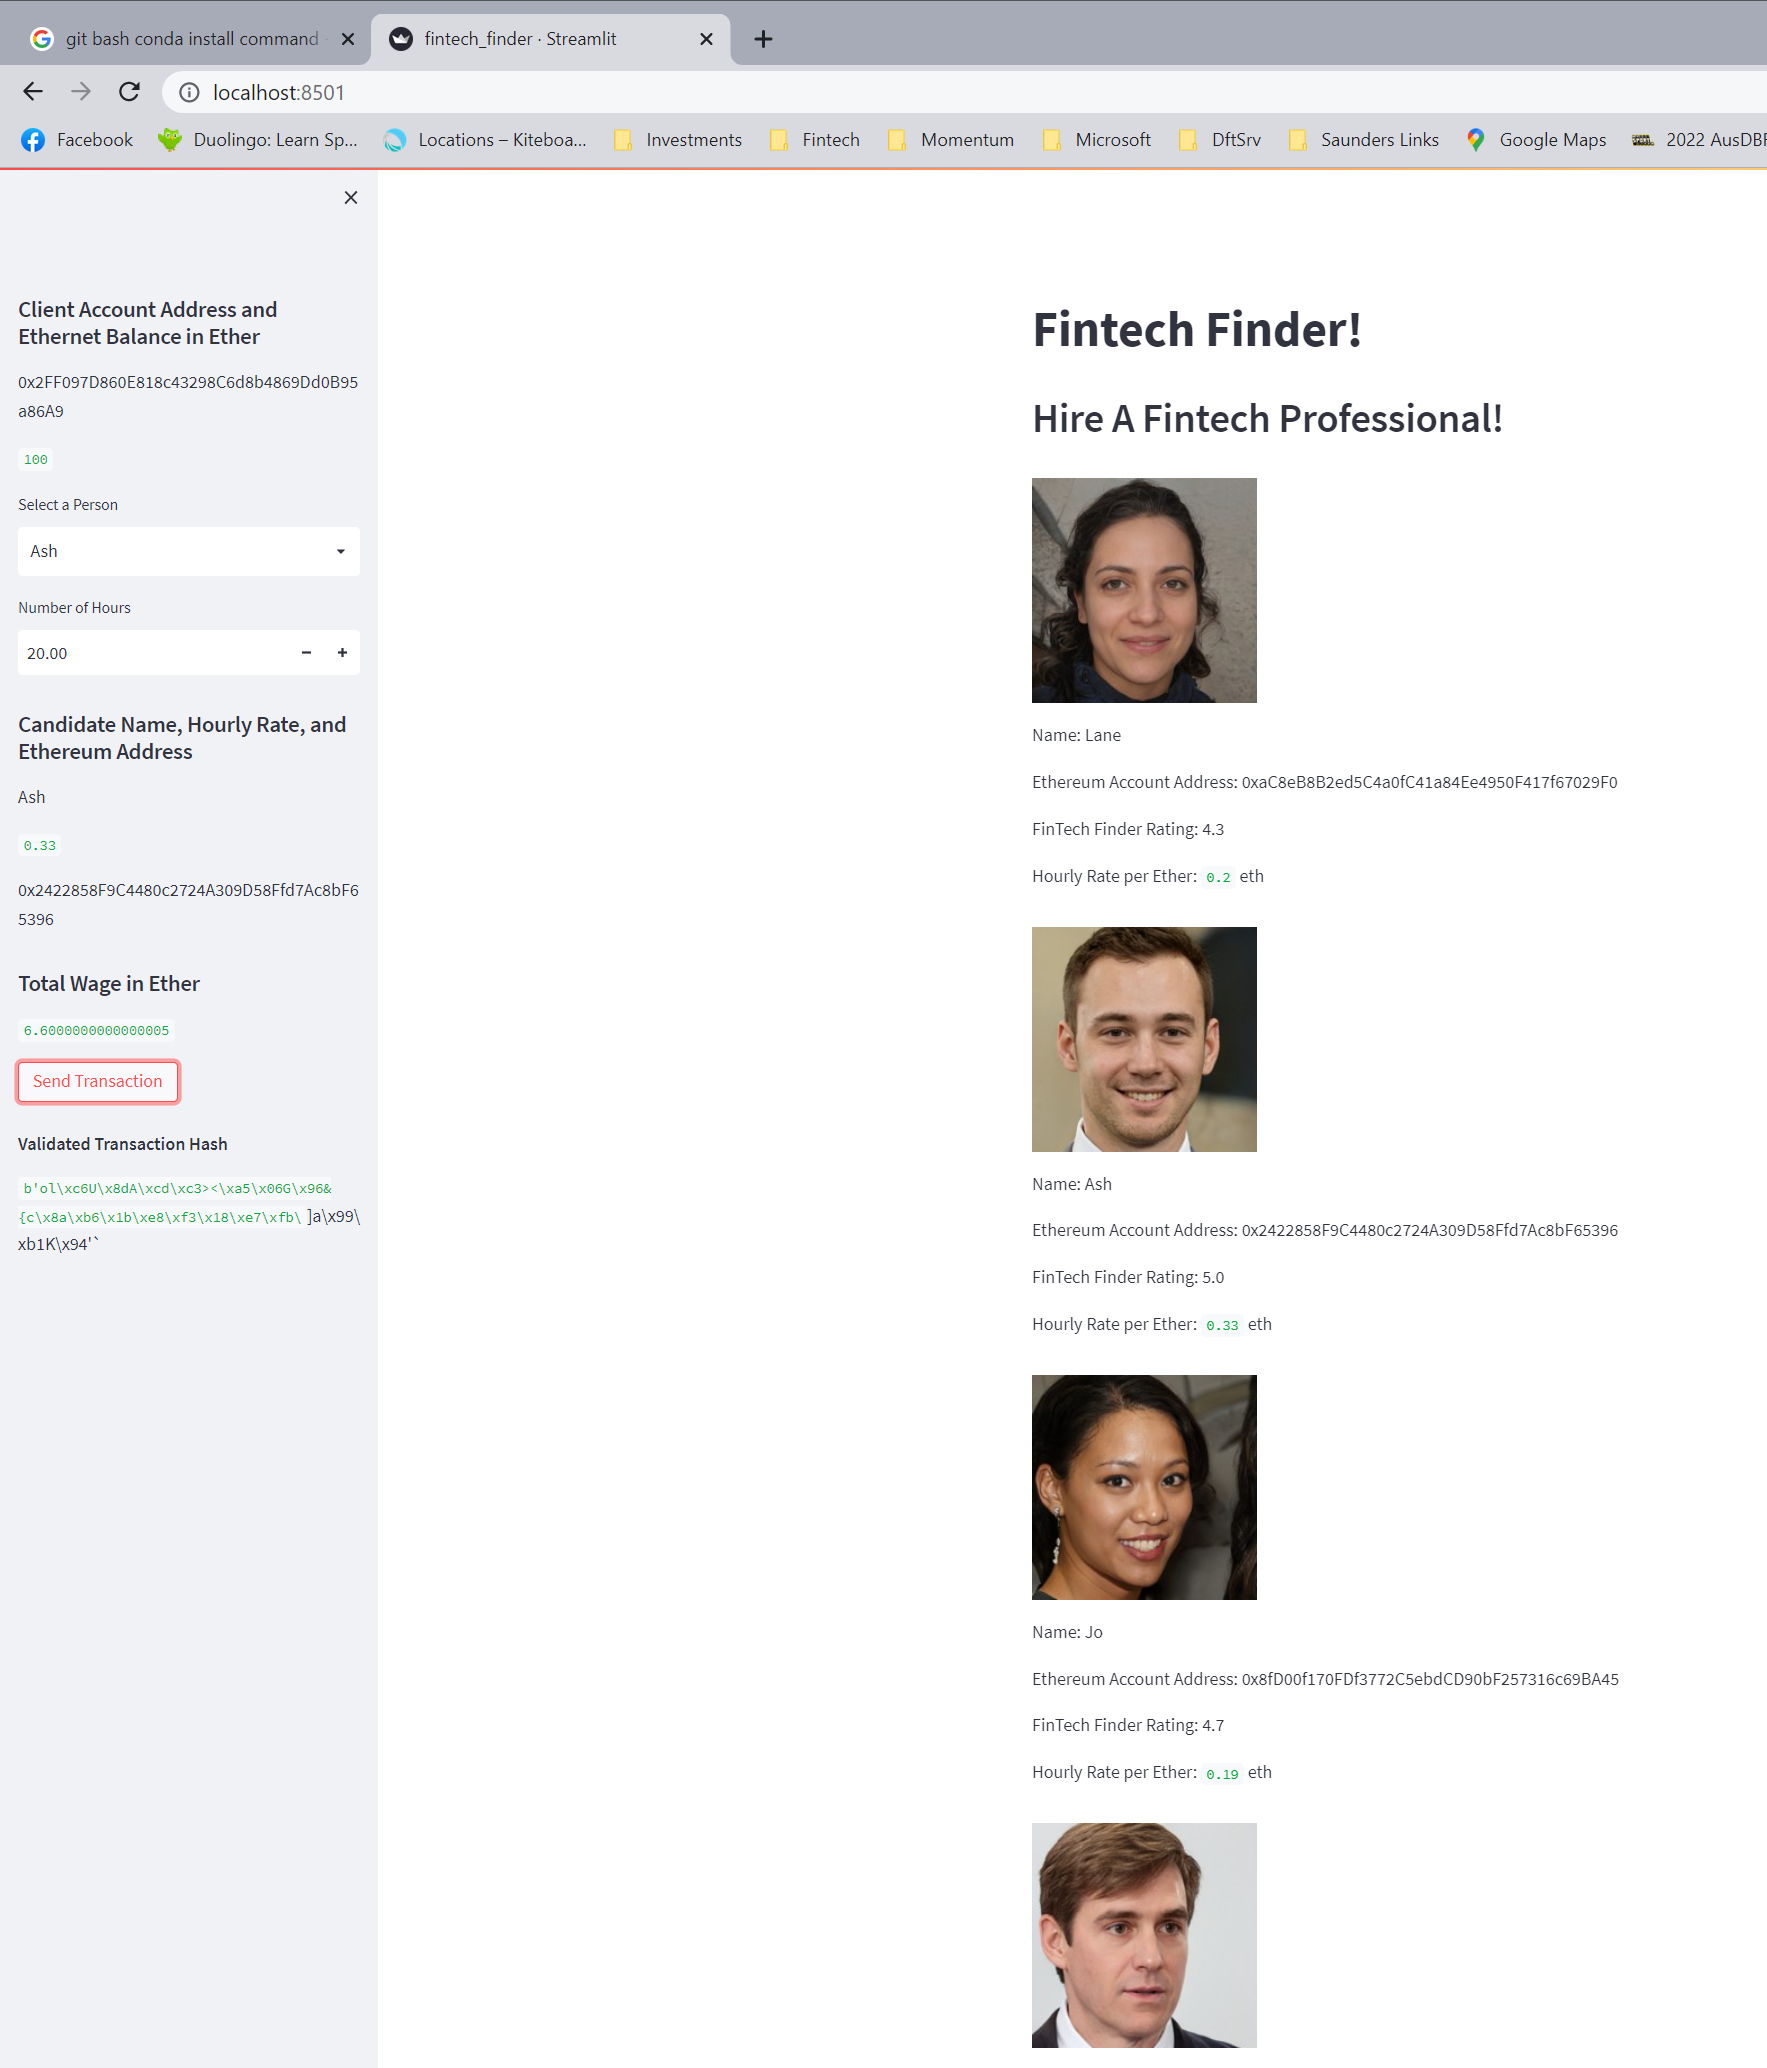 git bash conda install command
fintech_finder · Streamlit
localhost:8501
Facebook
Duolingo: Learn Sp...
Locations – Kiteboa...
Investments
Fintech
Momentum
Microsoft
DftSrv
Saunders Links
Google Maps
2022 AusDBF
Client Account Address and
Ethernet Balance in Ether
0x2FF097D860E818c43298C6d8b4869Dd0B95
a86A9
100
Select a Person
Ash
Number of Hours
20.00
Candidate Name, Hourly Rate, and
Ethereum Address
Ash
0.33
0x2422858F9C4480c2724A309D58Ffd7Ac8bF6
5396
Total Wage in Ether
6.6000000000000005
Send Transaction
Validated Transaction Hash
b'ol\xc6U\x8dA\xcd\xc3><\xa5\x06G\x96&
{c\x8a\xb6\x1b\xe8\xf3\x18\xe7\xfb\ ]a\x99\
xb1K\x94'`
Fintech Finder!
Hire A Fintech Professional!
Name: Lane
Ethereum Account Address: 0xaC8eB8B2ed5C4a0fC41a84Ee4950F417f67029F0
FinTech Finder Rating: 4.3
Hourly Rate per Ether: 0.2 eth
Name: Ash
Ethereum Account Address: 0x2422858F9C4480c2724A309D58Ffd7Ac8bF65396
FinTech Finder Rating: 5.0
Hourly Rate per Ether: 0.33 eth
Name: Jo
Ethereum Account Address: 0x8fD00f170FDf3772C5ebdCD90bF257316c69BA45
FinTech Finder Rating: 4.7
Hourly Rate per Ether: 0.19 eth